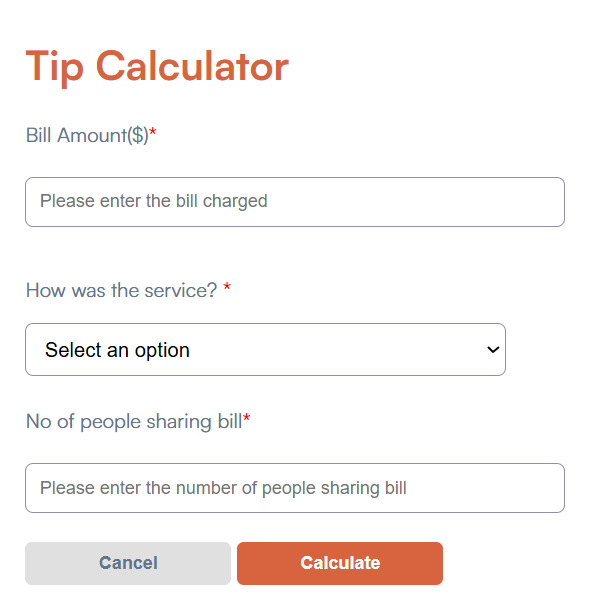 Tip Calculator
Bill Amount($)*
Please enter the bill charged
How was the service? *
Select an option
No of people sharing bill*
Please enter the number of people sharing bill
Cancel Calculate